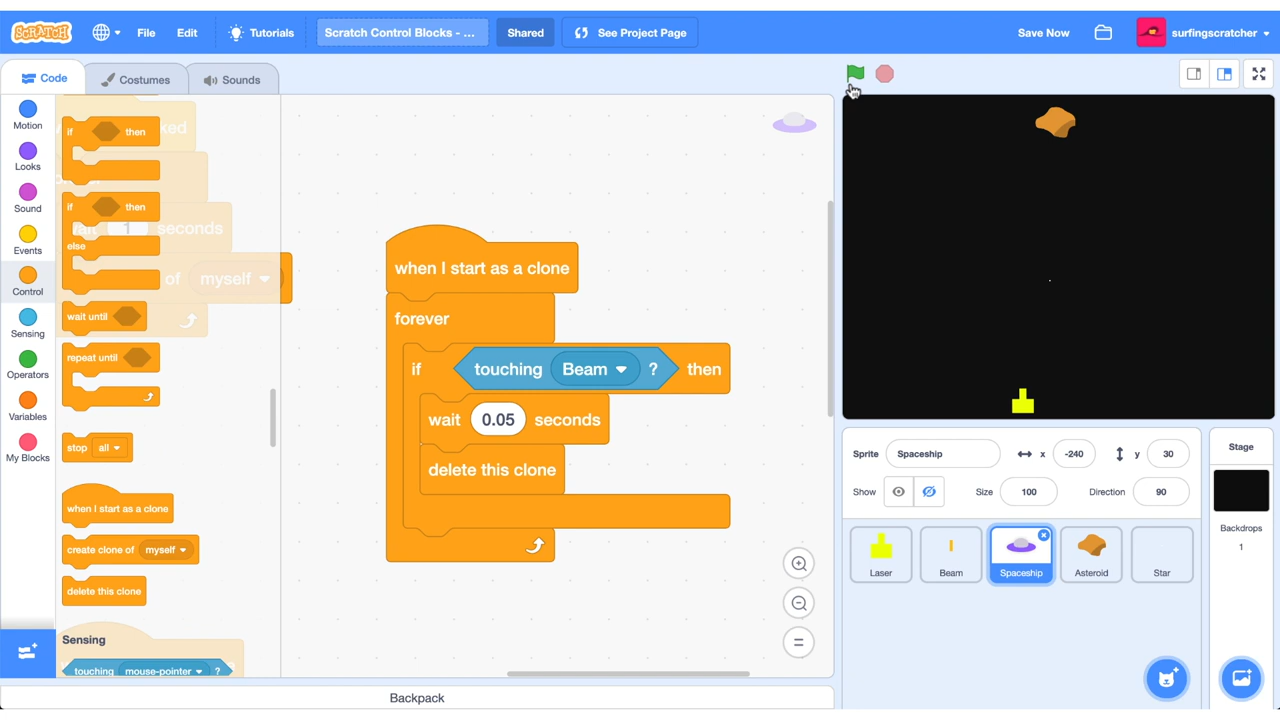 SCRATCH
File
Edit
Tutorials
Scratch Control Blocks - ...
Shared
See Project Page
Save Now
surfingscratcher
Code
Costumes
Sounds
Motion
Looks
Sound
Events
Control
Sensing
Operators
Variables
My Blocks
if then
if then
else
wait until
repeat until
stop all
when I start as a clone
create clone of myself
delete this clone
Sensing
touching mouse-pointer ?
1 seconds
of myself
when I start as a clone
forever
if touching Beam ? then
wait 0.05 seconds
delete this clone
Sprite Spaceship x -240 y 30
Show Size 100 Direction 90
Laser
Beam
Spaceship
Asteroid
Star
Stage
Backdrops
1
Backpack